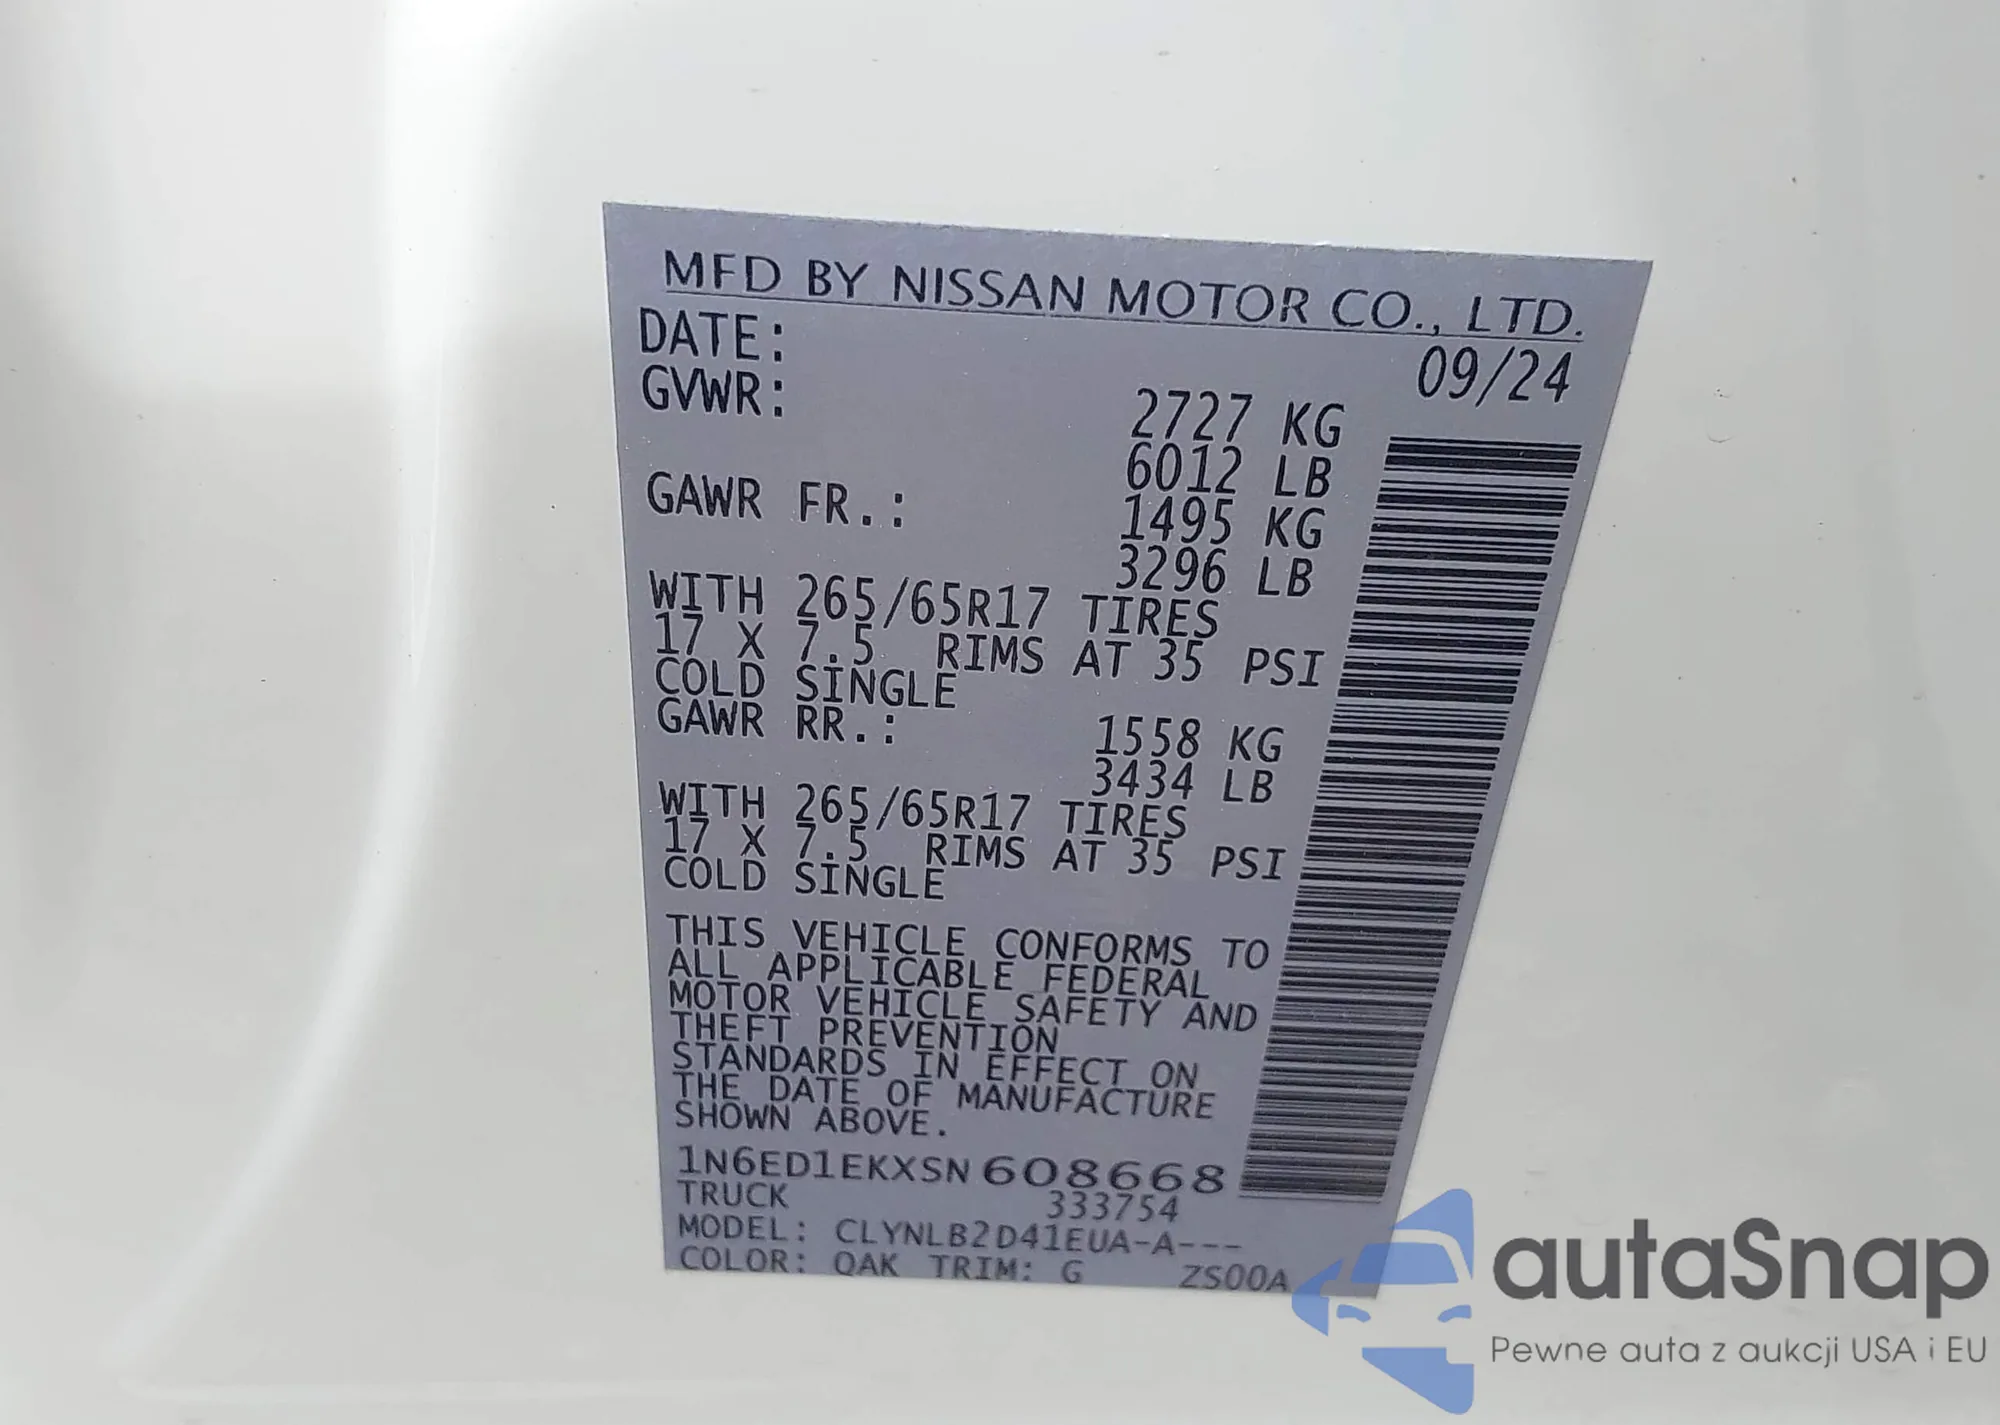 MFD BY NISSAN MOTOR CO., LTD.
DATE: 09/24
GVWR: 2727 KG
6012 LB
GAWR FR.: 1495 KG
3296 LB
WITH 265/65R17 TIRES
17 X 7.5 RIMS AT 35 PSI
COLD SINGLE
GAWR RR.: 1558 KG
3434 LB
WITH 265/65R17 TIRES
17 X 7.5 RIMS AT 35 PSI
COLD SINGLE
THIS VEHICLE CONFORMS TO
ALL APPLICABLE FEDERAL
MOTOR VEHICLE SAFETY AND
THEFT PREVENTION
STANDARDS IN EFFECT ON
THE DATE OF MANUFACTURE
SHOWN ABOVE.
1N6ED1EKXSN608668
TRUCK 333754
MODEL: CLYNLB2D41EUA-A---
COLOR: QAK TRIM: G ZS00A
autaSnap
Pewne auta z aukcji USA i EU